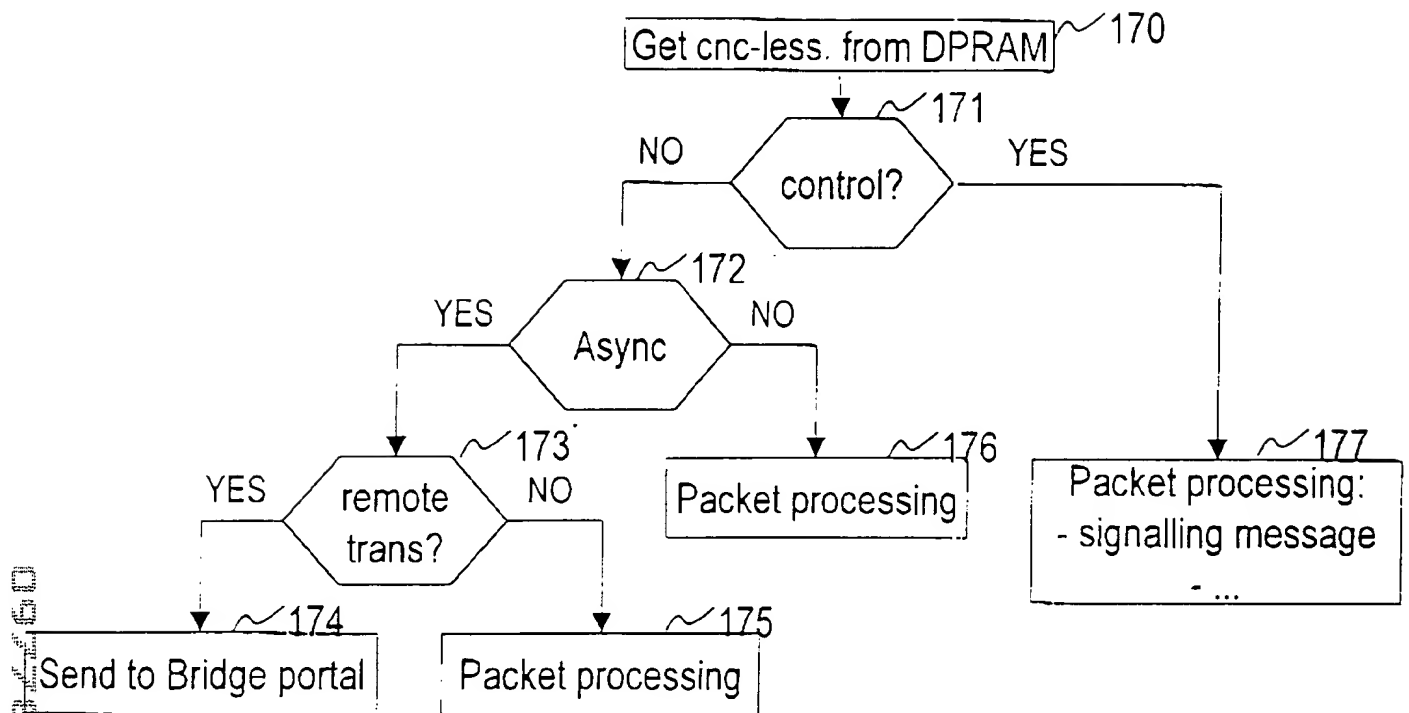 Get cnc-less. from DPRAM
170
171
NO
YES
control?
172
YES
NO
Async
173
176
177
YES
NO
remote
trans?
Packet processing
Packet processing:
- signalling message
- ...
174
175
Send to Bridge portal
Packet processing